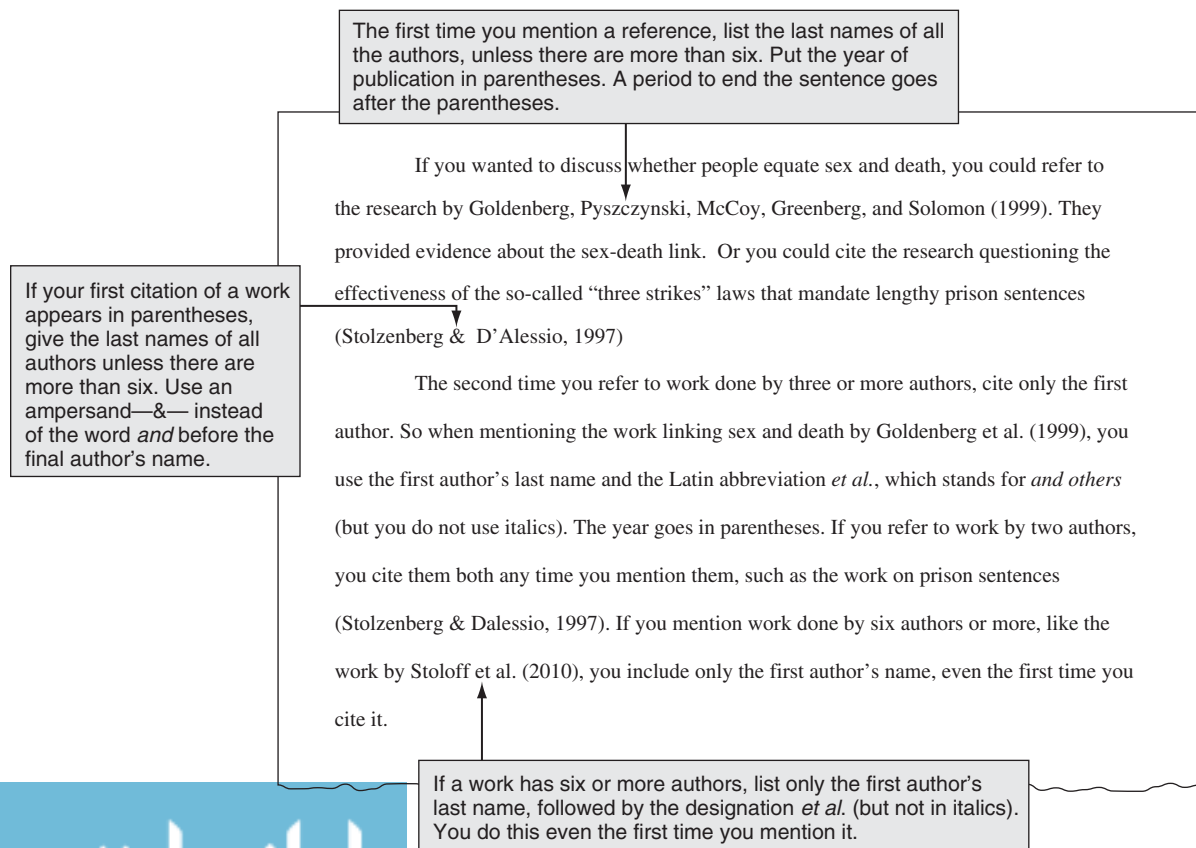 The first time you mention a reference, list the last names of all
the authors, unless there are more than six. Put the year of
publication in parentheses. A period to end the sentence goes
after the parentheses.
If you wanted to discuss whether people equate sex and death, you could refer to
the research by Goldenberg, Pyszczynski, McCoy, Greenberg, and Solomon (1999). They
provided evidence about the sex-death link. Or you could cite the research questioning the
effectiveness of the so-called “three strikes” laws that mandate lengthy prison sentences
(Stolzenberg & D’Alessio, 1997)
If your first citation of a work
appears in parentheses,
give the last names of all
authors unless there are
more than six. Use an
ampersand—&— instead
of the word and before the
final author’s name.
The second time you refer to work done by three or more authors, cite only the first
author. So when mentioning the work linking sex and death by Goldenberg et al. (1999), you
use the first author’s last name and the Latin abbreviation et al., which stands for and others
(but you do not use italics). The year goes in parentheses. If you refer to work by two authors,
you cite them both any time you mention them, such as the work on prison sentences
(Stolzenberg & Dalessio, 1997). If you mention work done by six authors or more, like the
work by Stoloff et al. (2010), you include only the first author’s name, even the first time you
cite it.
If a work has six or more authors, list only the first author’s
last name, followed by the designation et al. (but not in italics).
You do this even the first time you mention it.